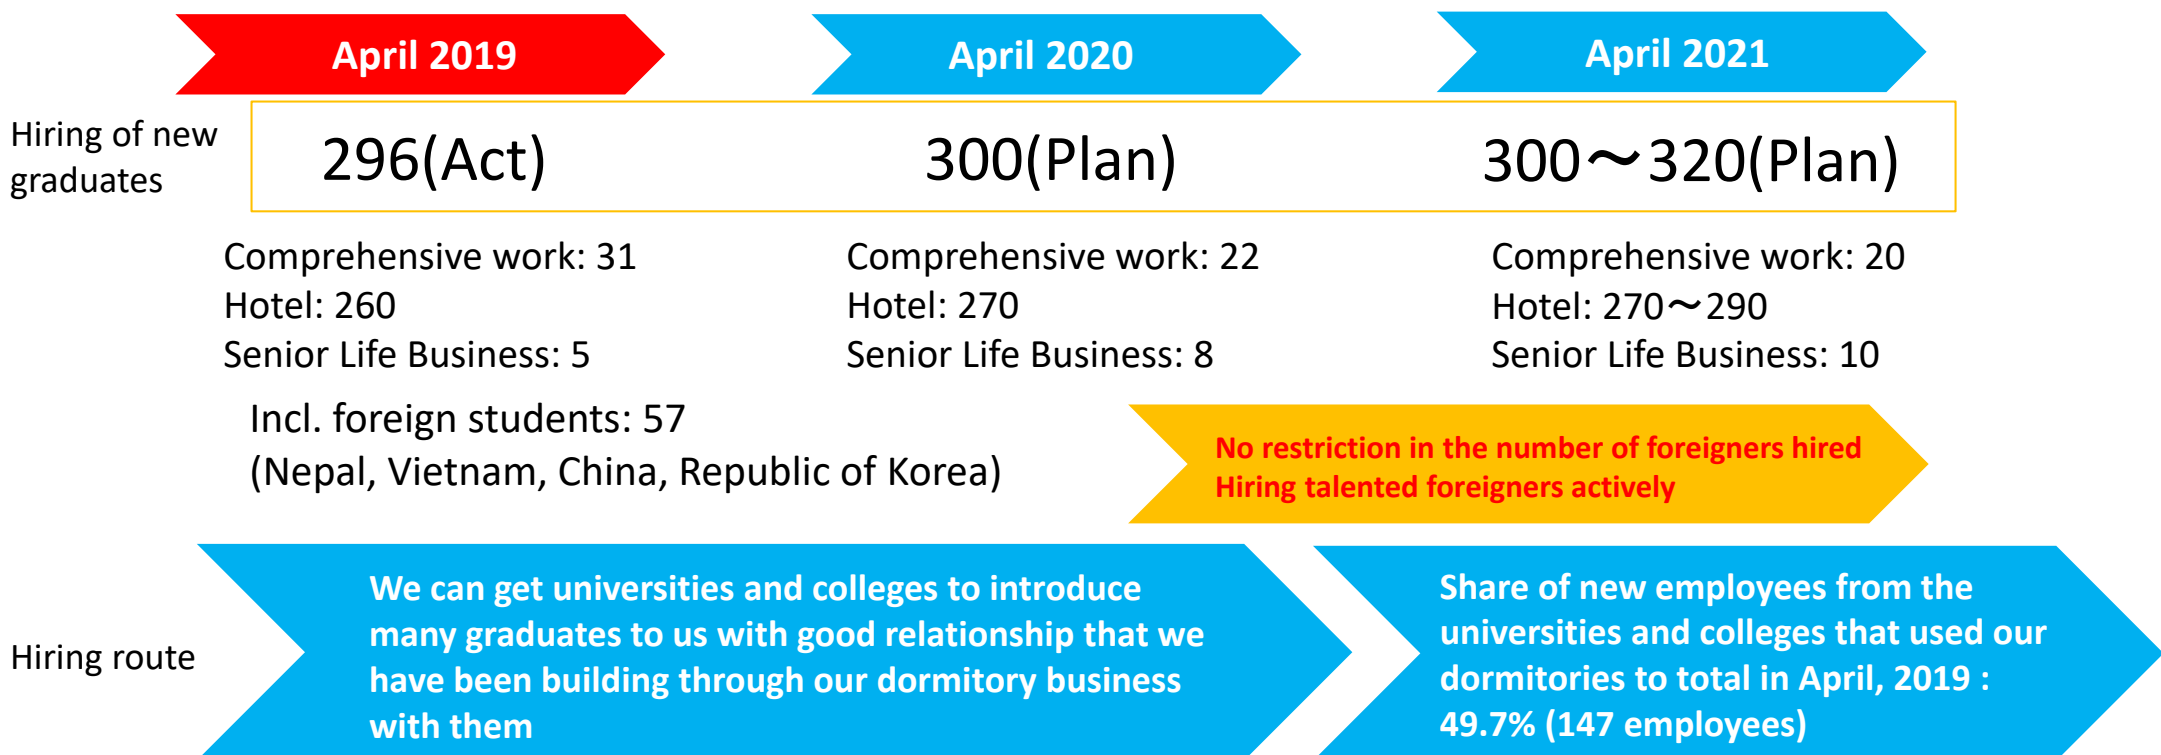 April 2019
April 2020
April 2021
Hiring of new
graduates
296(Act)
300(Plan)
300～320(Plan)
Comprehensive work: 31
Hotel: 260
Senior Life Business: 5
Comprehensive work: 22
Hotel: 270
Senior Life Business: 8
Comprehensive work: 20
Hotel: 270～290
Senior Life Business: 10
Incl. foreign students: 57
(Nepal, Vietnam, China, Republic of Korea)
No restriction in the number of foreigners hired
Hiring talented foreigners actively
Hiring route
We can get universities and colleges to introduce
many graduates to us with good relationship that we
have been building through our dormitory business
with them
Share of new employees from the
universities and colleges that used our
dormitories to total in April, 2019 :
49.7% (147 employees)